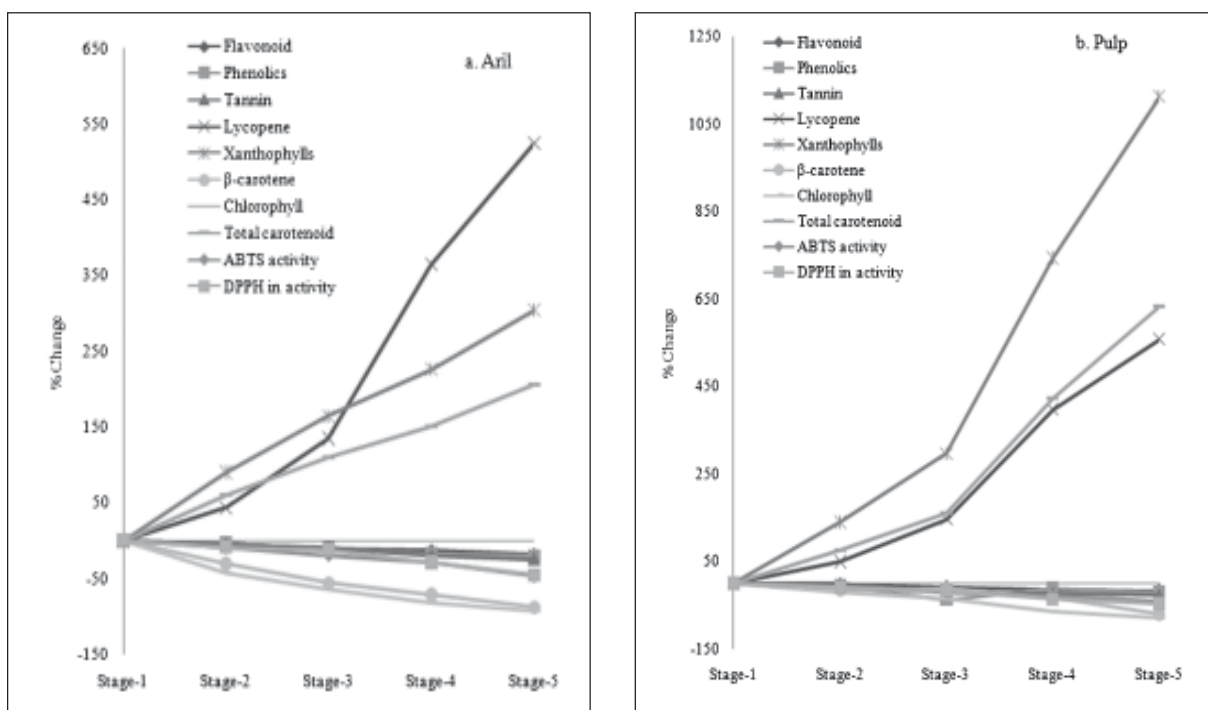 650
550
450
350
250
150
50
-50
-150
% Change
a. Aril
Flavonoid
Phenolics
Tannin
Lycopene
Xanthophylls
β-carotene
Chlorophyll
Total carotenoid
ABTS activity
DPPH in activity
Stage-1 Stage-2 Stage-3 Stage-4 Stage-5
1250
1050
850
650
450
250
50
-150
% Change
b. Pulp
Flavonoid
Phenolics
Tannin
Lycopene
Xanthophylls
β-carotene
Chlorophyll
Total carotenoid
ABTS activity
DPPH in activity
Stage-1 Stage-2 Stage-3 Stage-4 Stage-5